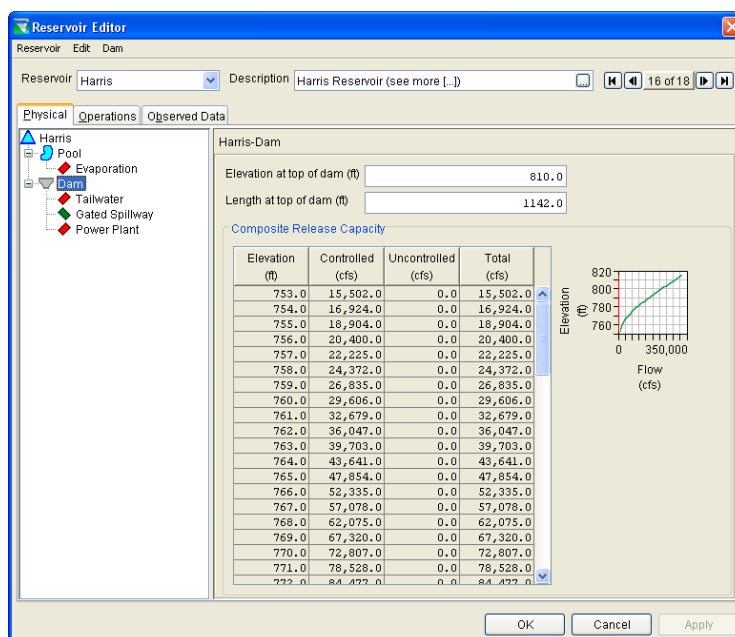 Reservoir Editor
Reservoir Edit Dam
Reservoir Harris Description Harris Reservoir (see more [...]) ... 16 of 18
Physical Operations Observed Data
Harris
Pool
Evaporation
Dam
Tailwater
Gated Spillway
Power Plant
Harris-Dam
Elevation at top of dam (ft) 810.0
Length at top of dam (ft) 1142.0
Composite Release Capacity
Elevation Controlled Uncontrolled Total
(ft) (cfs) (cfs) (cfs)
753.0 15,502.0 0.0 15,502.0
754.0 16,924.0 0.0 16,924.0
755.0 18,904.0 0.0 18,904.0
756.0 20,400.0 0.0 20,400.0
757.0 22,225.0 0.0 22,225.0
758.0 24,372.0 0.0 24,372.0
759.0 26,835.0 0.0 26,835.0
760.0 29,606.0 0.0 29,606.0
761.0 32,679.0 0.0 32,679.0
762.0 36,047.0 0.0 36,047.0
763.0 39,703.0 0.0 39,703.0
764.0 43,641.0 0.0 43,641.0
765.0 47,854.0 0.0 47,854.0
766.0 52,335.0 0.0 52,335.0
767.0 57,078.0 0.0 57,078.0
768.0 62,075.0 0.0 62,075.0
769.0 67,320.0 0.0 67,320.0
770.0 72,807.0 0.0 72,807.0
771.0 78,528.0 0.0 78,528.0
772.0 84,477.0 0.0 84,477.0
Elevation
(ft)
820
800
780
760
0 350,000
Flow
(cfs)
OK Cancel Apply